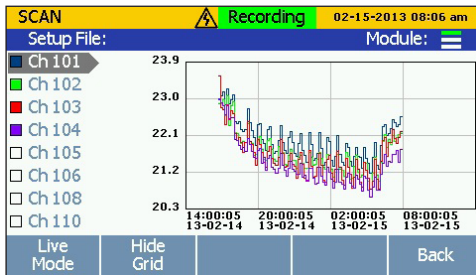 SCAN Recording 02-15-2013 08:06 am
Setup File: Module:
Ch 101
Ch 102
Ch 103
Ch 104
Ch 105
Ch 106
Ch 108
Ch 110
23.9
23.0
22.1
21.2
20.3
14:00:05 20:00:05 02:00:05 08:00:05
13-02-14 13-02-14 13-02-15 13-02-15
Live Mode Hide Grid Back